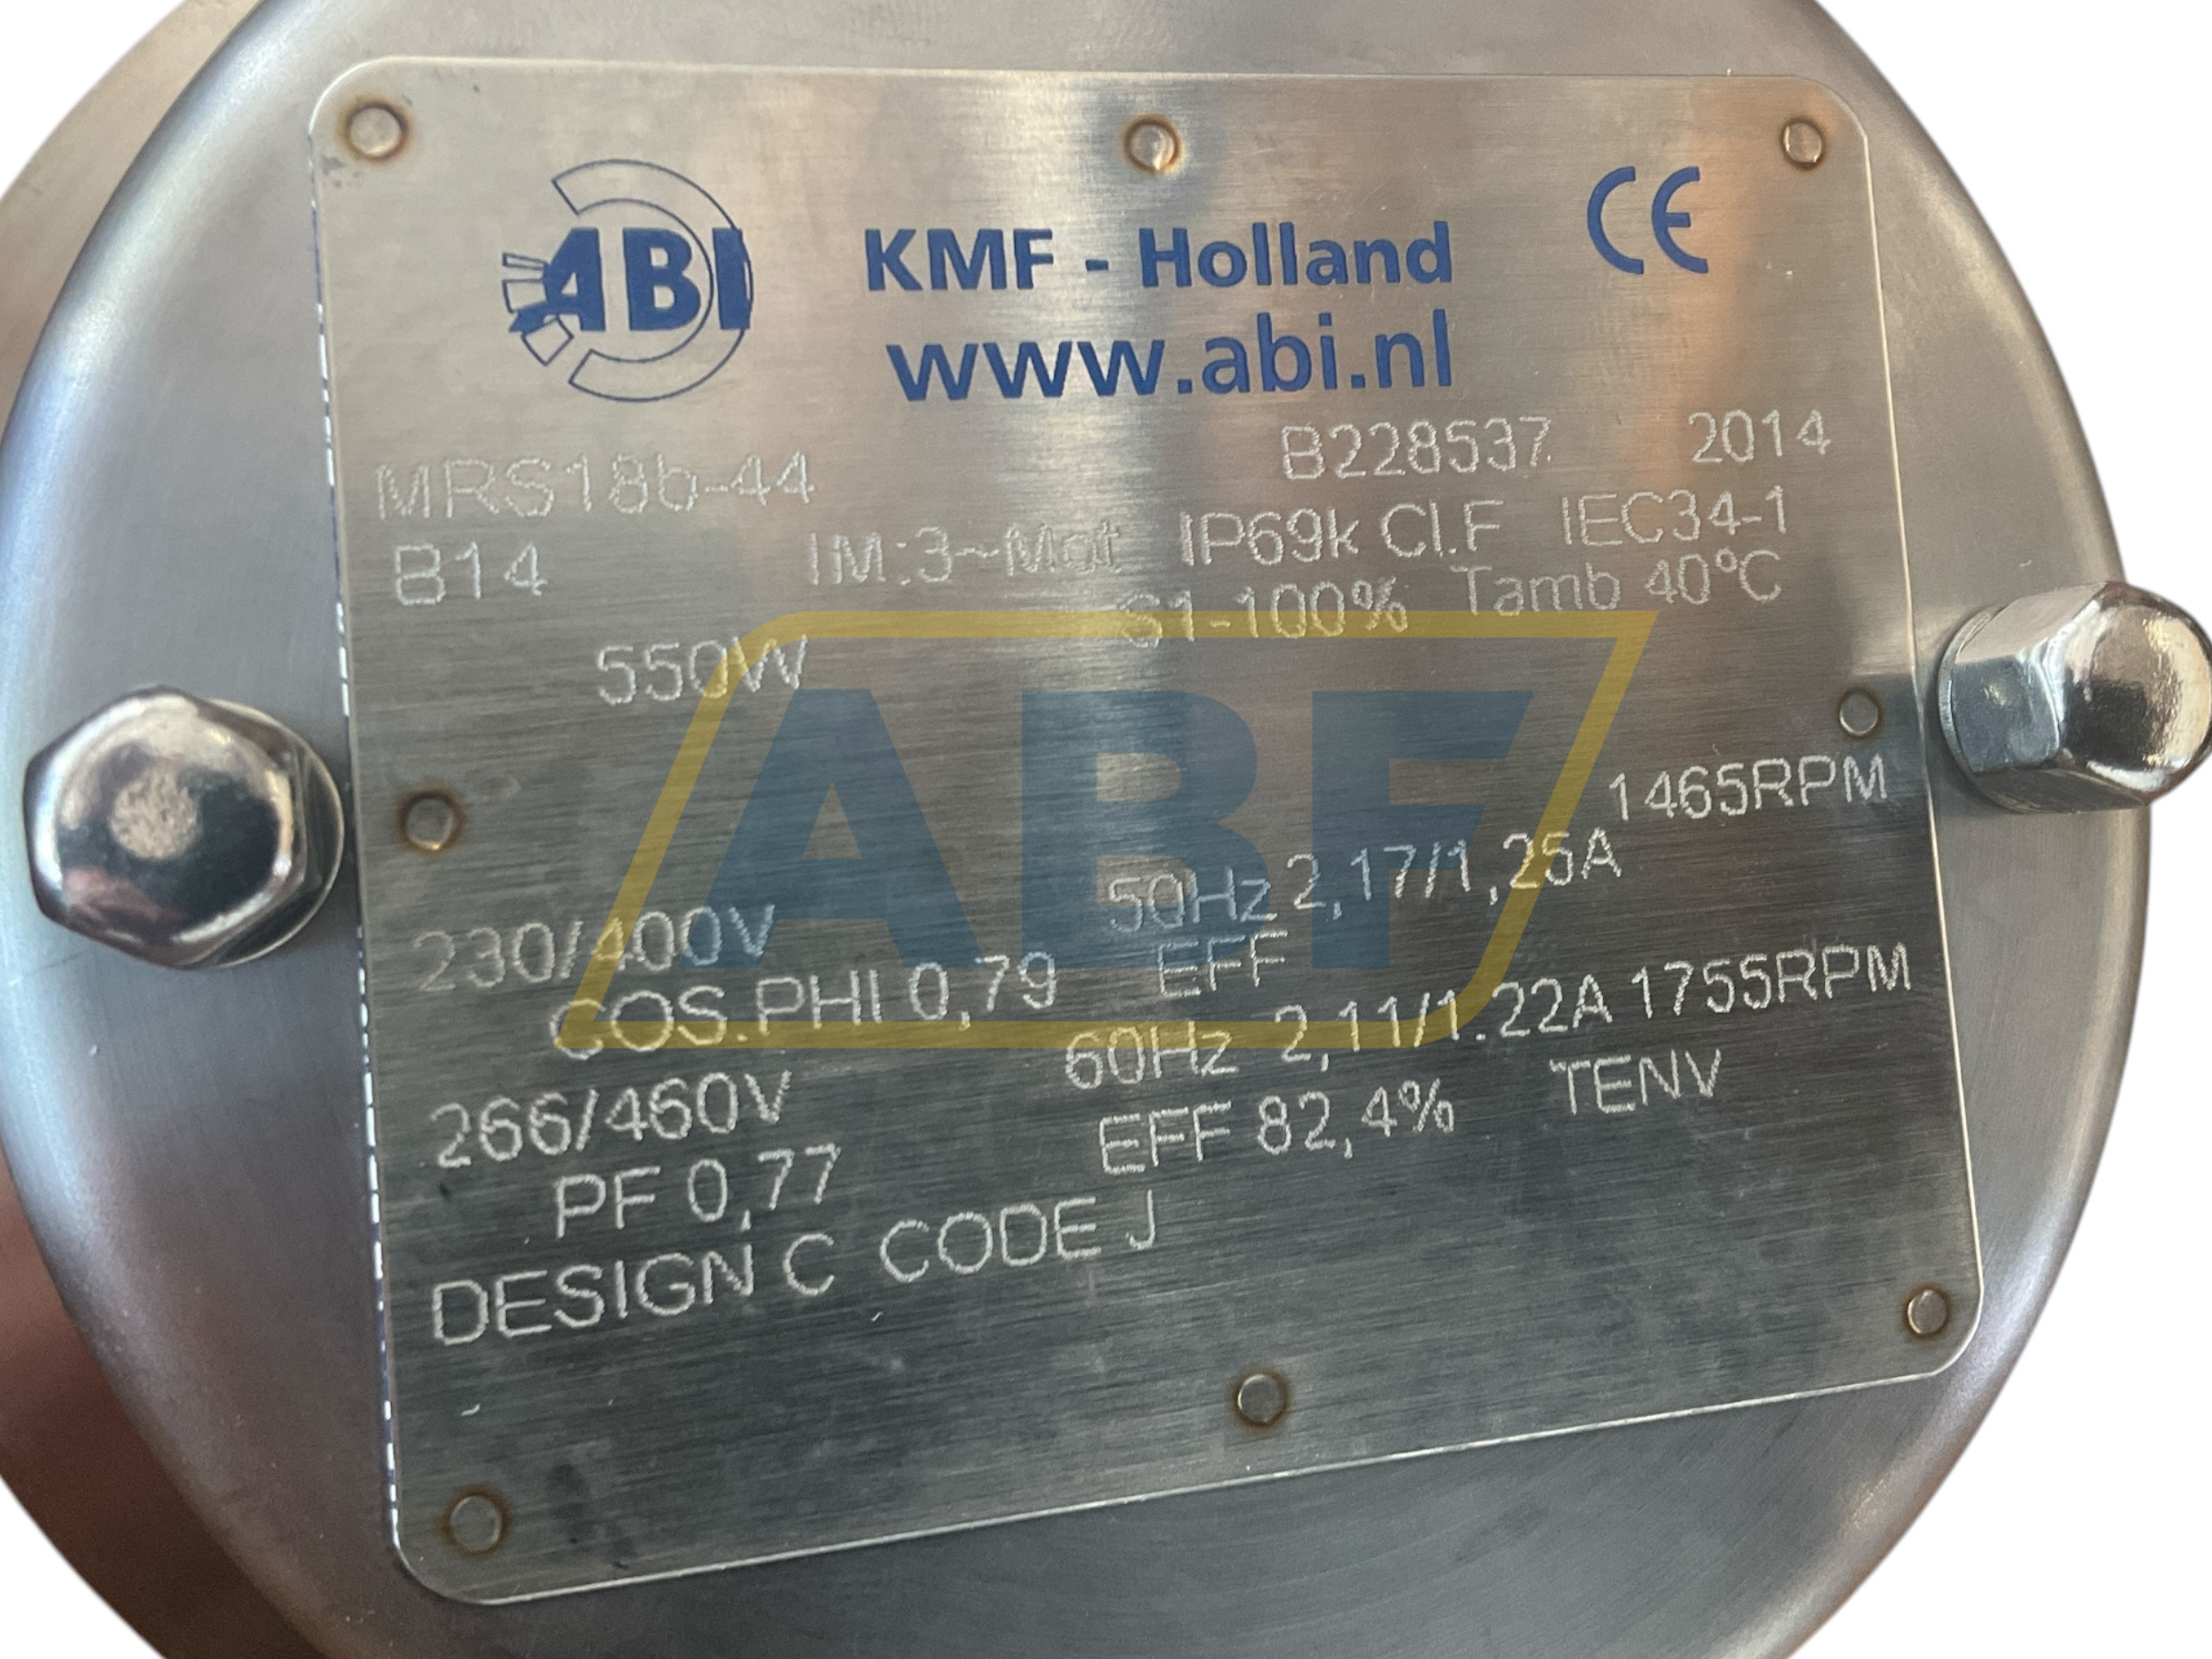 ABI KMF - Holland CE
www.abi.nl
MRS18b-44 B228537 2014
B14 IM:3~Mot IP69k Cl.F IEC34-1
550W S1-100% Tamb 40°C
ABF
230/400V 50Hz 2,17/1,25A 1465RPM
COS.PHI 0,79 EFF
266/460V 60Hz 2,11/1.22A 1755RPM
PF 0,77 EFF 82,4% TENV
DESIGN C CODE J